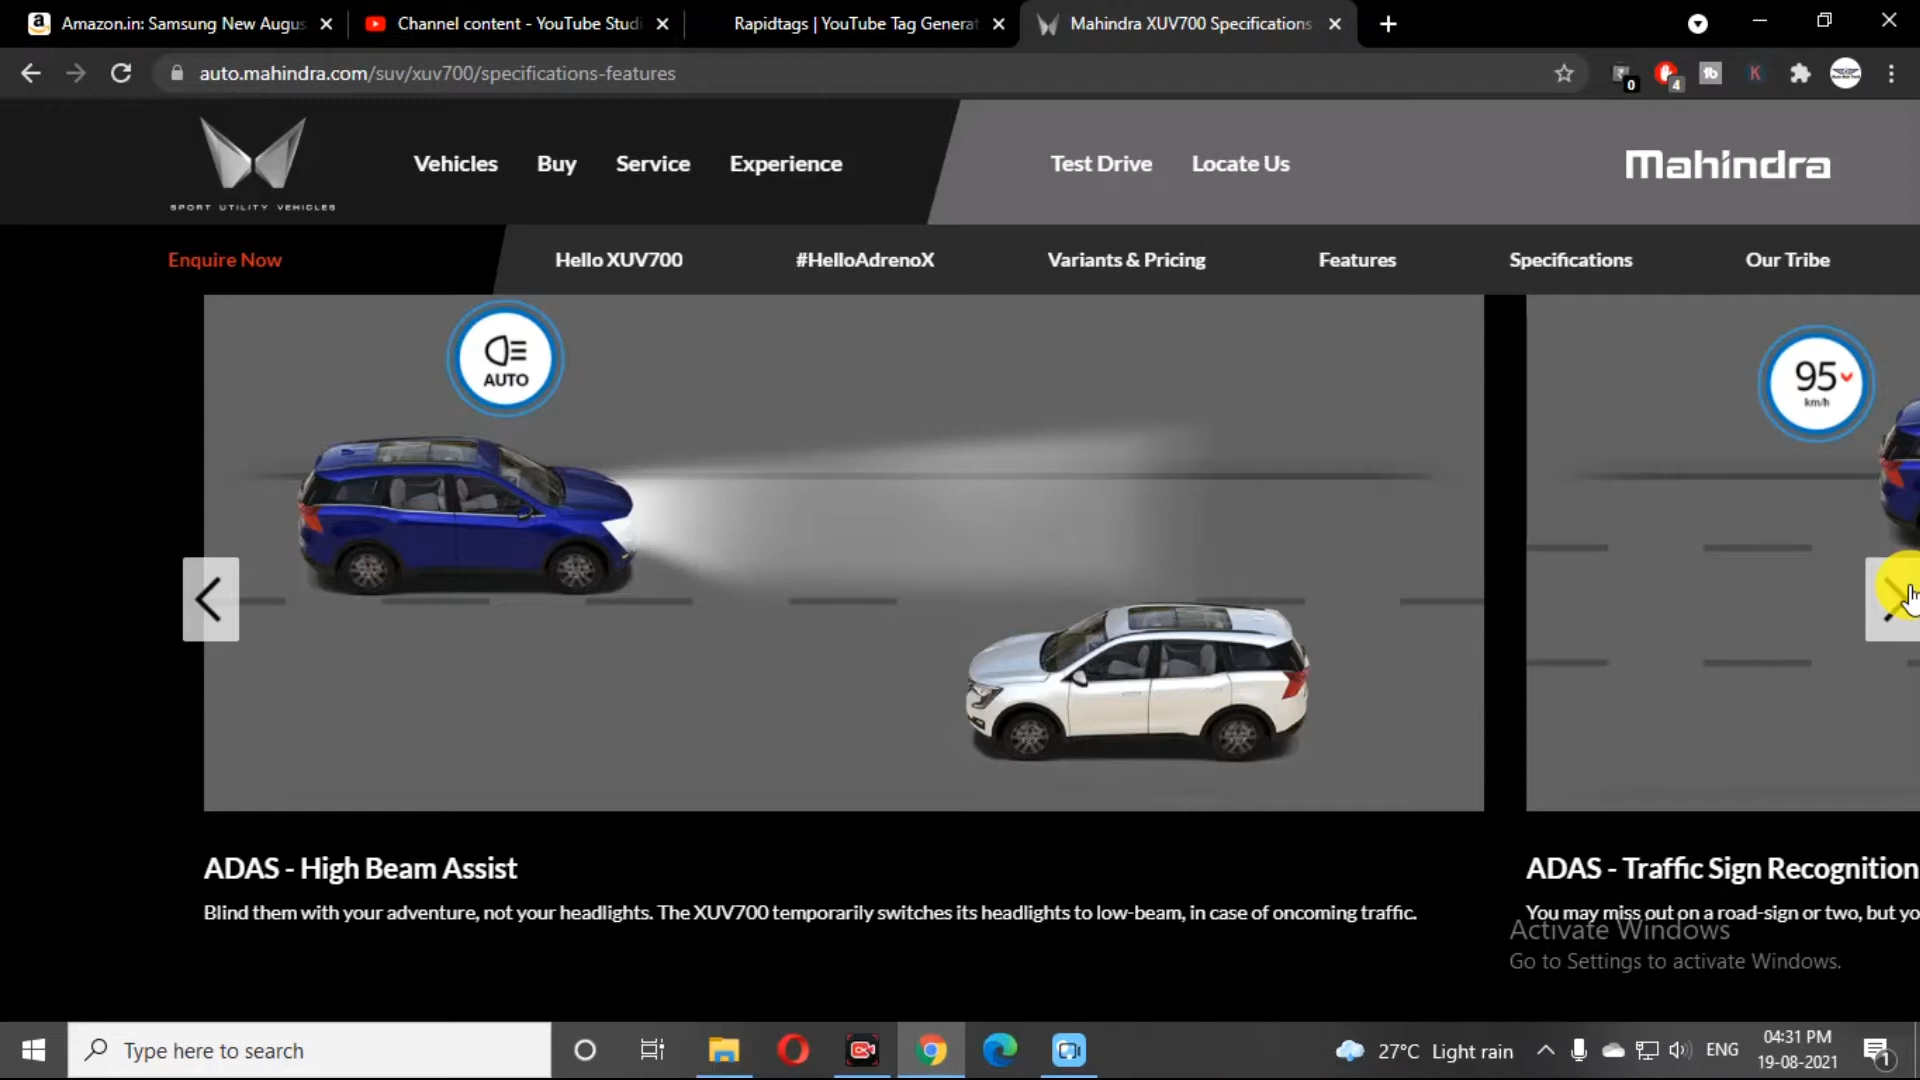 Amazon.in: Samsung New Augus
Channel content - YouTube Studi
Rapidtags | YouTube Tag Generat
Mahindra XUV700 Specifications
auto.mahindra.com/suv/xuv700/specifications-features
0
4
tb
K
SPORT UTILITY VEHICLES
Vehicles
Buy
Service
Experience
Test Drive
Locate Us
Mahindra
Enquire Now
Hello XUV700
#HelloAdrenoX
Variants & Pricing
Features
Specifications
Our Tribe
AUTO
95
km/h
ADAS - High Beam Assist
Blind them with your adventure, not your headlights. The XUV700 temporarily switches its headlights to low-beam, in case of oncoming traffic.
ADAS - Traffic Sign Recognition
You may miss out on a road-sign or two, but yo
Activate Windows
Go to Settings to activate Windows.
Type here to search
27°C Light rain
ENG
04:31 PM
19-08-2021
1